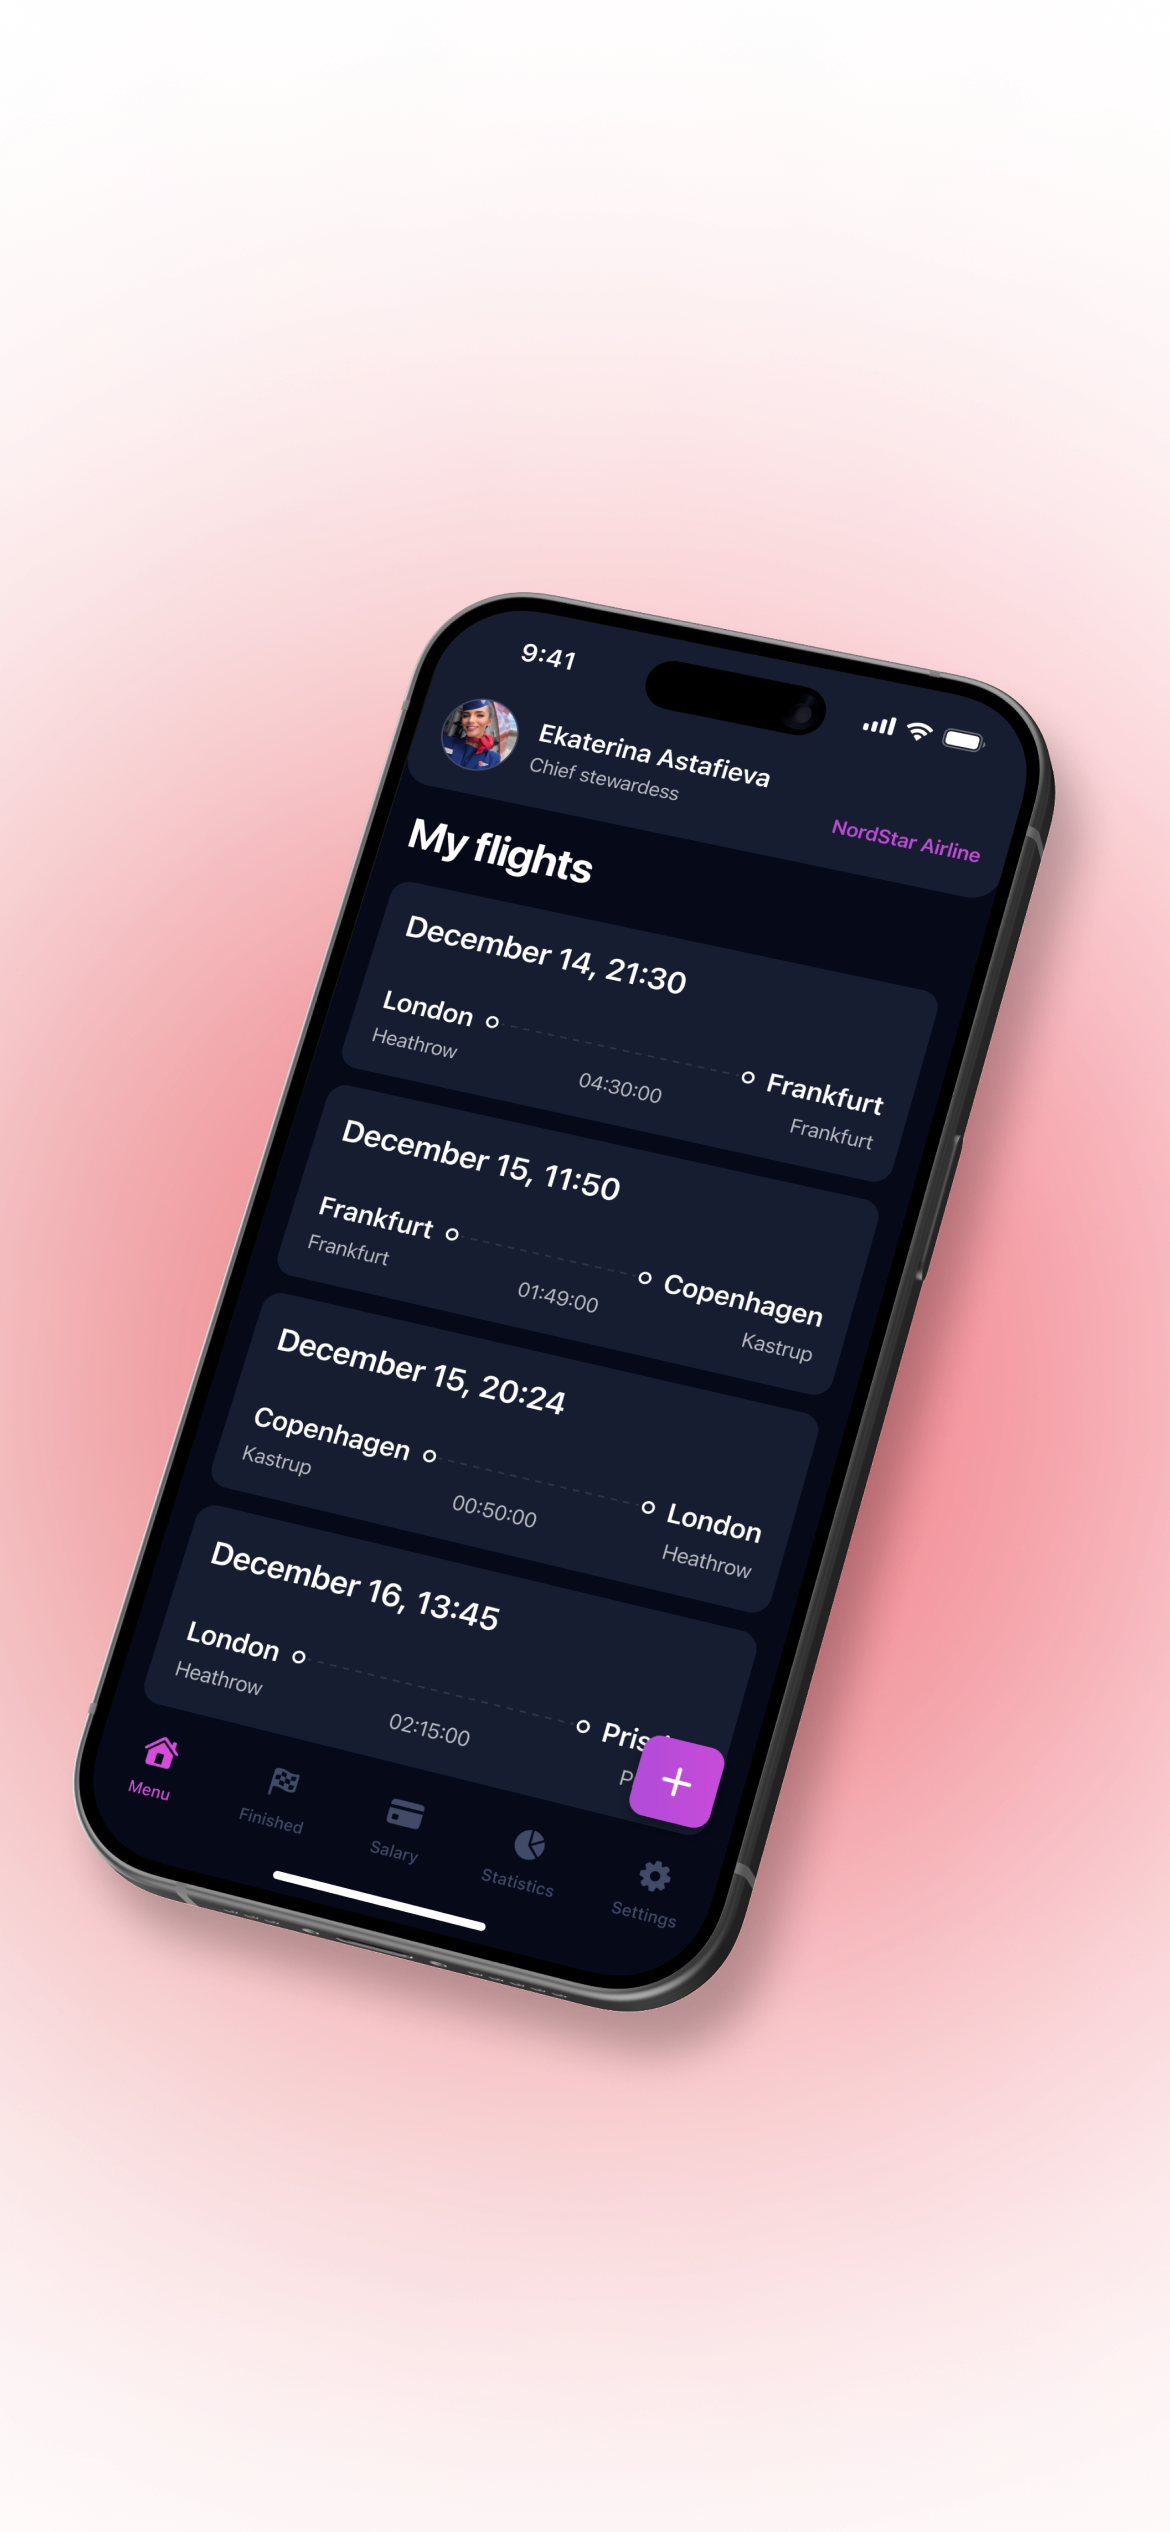 9:41
Ekaterina Astafieva
Chief stewardess
NordStar Airline
My flights
December 14, 21:30
London
Frankfurt
Heathrow
04:30:00
Frankfurt
December 15, 11:50
Frankfurt
Copenhagen
Frankfurt
01:49:00
Kastrup
December 15, 20:24
Copenhagen
London
Kastrup
00:50:00
Heathrow
December 16, 13:45
London
Heathrow
02:15:00
Menu
Finished
Salary
Statistics
Settings